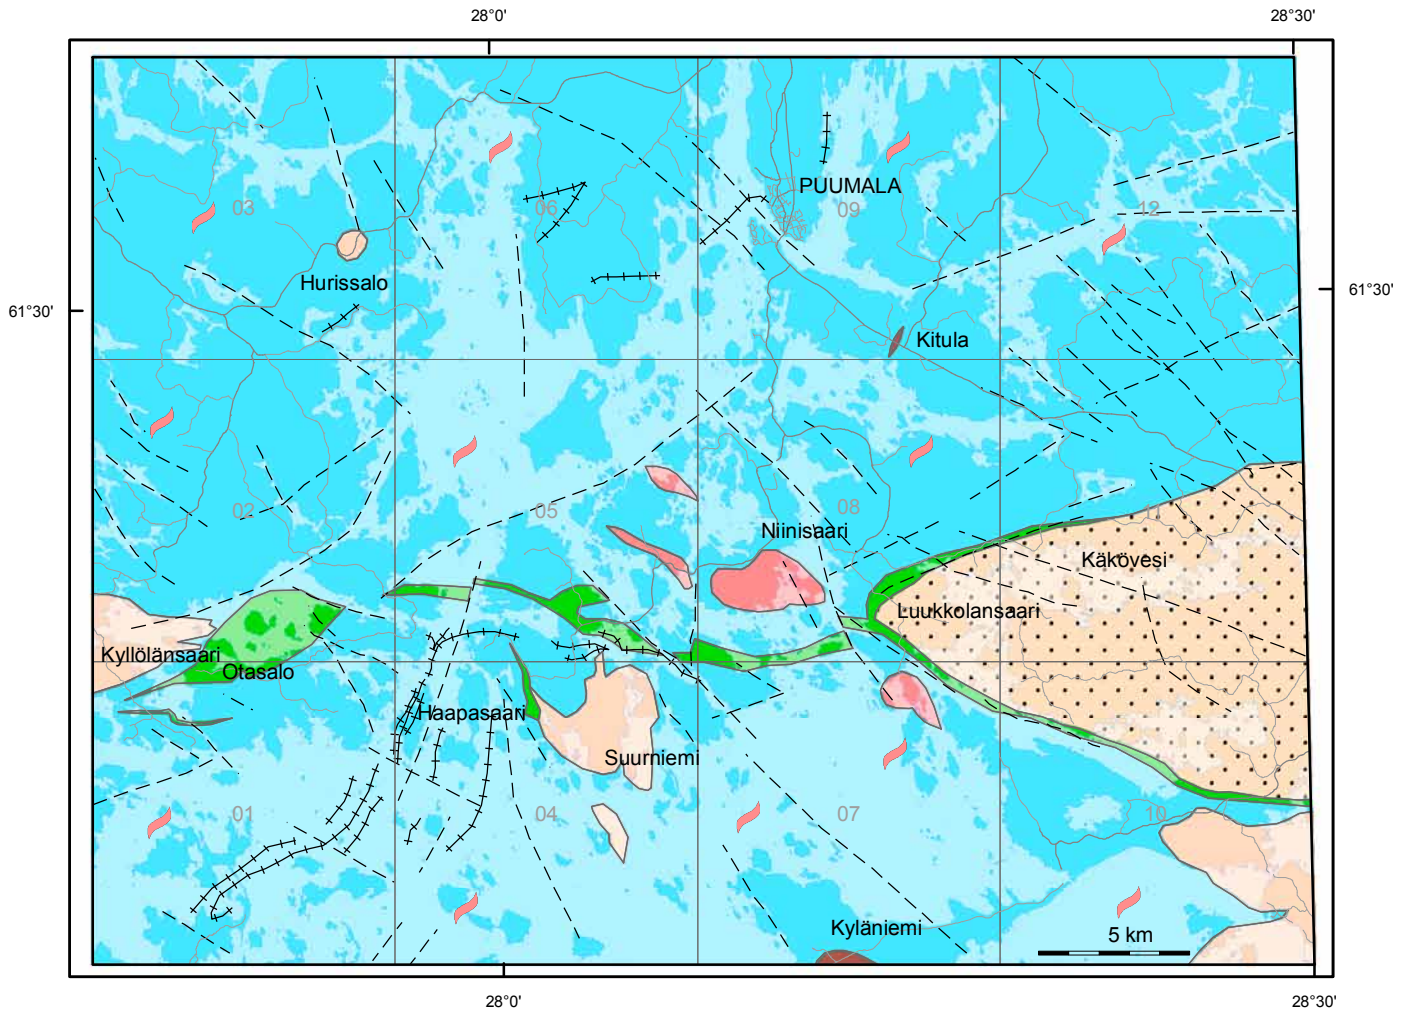 28°0'
28°30'
PUUMALA
03
06
09
12
Hurissalo
61°30'
61°30'
Kitula
02
05
08
11
Niinisaari
Käkövesi
Luukkolansaari
Kyllölänsaari
Otasalo
Haapasaari
Suurniemi
01
04
07
10
Kyläniemi
5 km
28°0'
28°30'